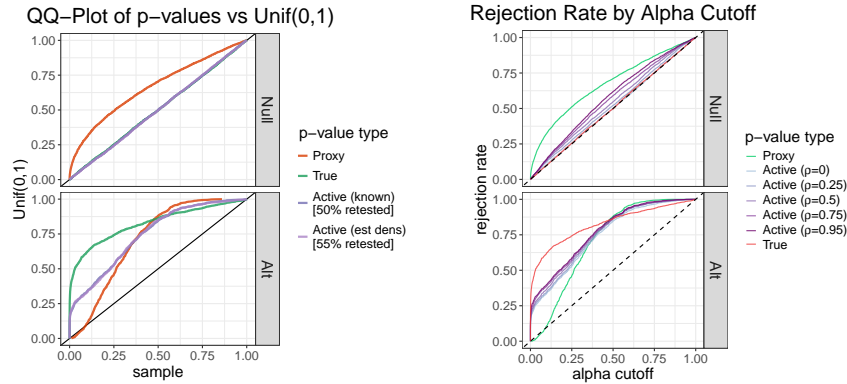 QQ−Plot of p−values vs Unif(0,1)
1.00
0.75
0.50
0.25
0.00
Null
1.00
0.75
0.50
0.25
0.00
Alt
Unif(0,1)
0.00 0.25 0.50 0.75 1.00
sample
p−value type
Proxy
True
Active (known)
[50% retested]
Active (est dens)
[55% retested]
Rejection Rate by Alpha Cutoff
1.00
0.75
0.50
0.25
0.00
Null
1.00
0.75
0.50
0.25
0.00
Alt
rejection rate
0.00 0.25 0.50 0.75 1.00
alpha cutoff
p−value type
Proxy
Active (ρ=0)
Active (ρ=0.25)
Active (ρ=0.5)
Active (ρ=0.75)
Active (ρ=0.95)
True